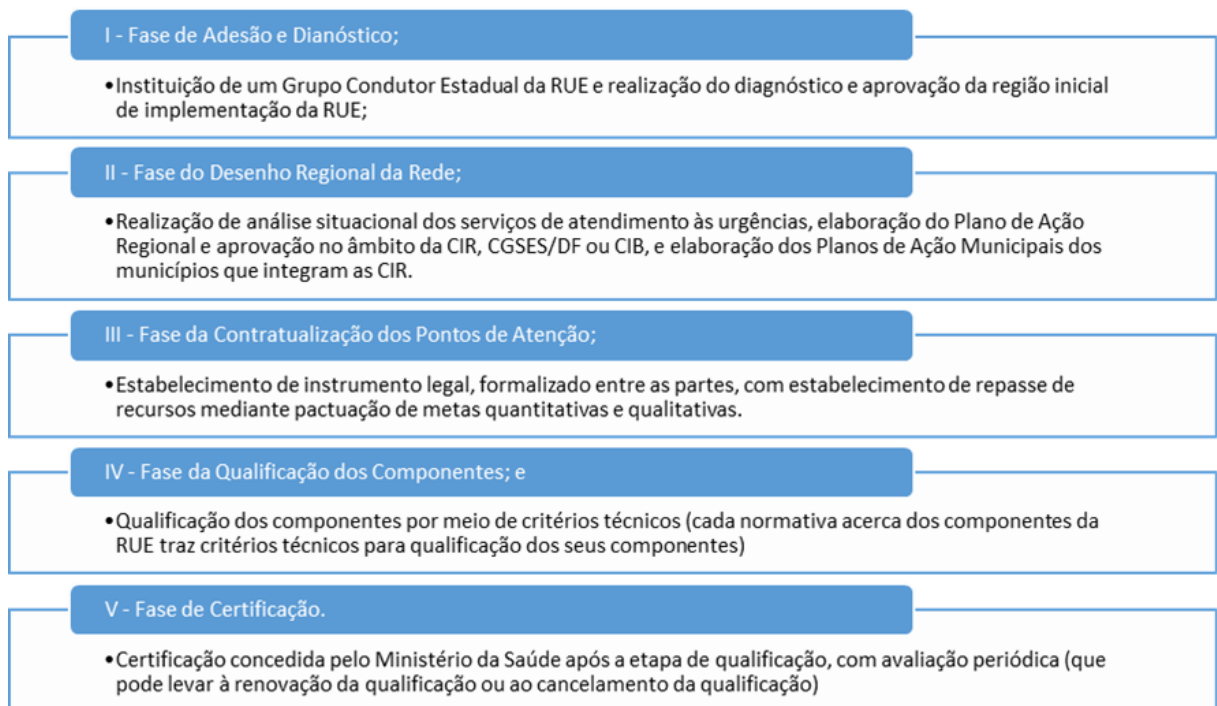 I - Fase de Adesão e Dianóstico;
•Instituição de um Grupo Condutor Estadual da RUE e realização do diagnóstico e aprovação da região inicial
de implementação da RUE;
II - Fase do Desenho Regional da Rede;
•Realização de análise situacional dos serviços de atendimento às urgências, elaboração do Plano de Ação
Regional e aprovação no âmbito da CIR, CGSES/DF ou CIB, e elaboração dos Planos de Ação Municipais dos
municípios que integram as CIR.
III - Fase da Contratualização dos Pontos de Atenção;
•Estabelecimento de instrumento legal, formalizado entre as partes, com estabelecimento de repasse de
recursos mediante pactuação de metas quantitativas e qualitativas.
IV - Fase da Qualificação dos Componentes; e
•Qualificação dos componentes por meio de critérios técnicos (cada normativa acerca dos componentes da
RUE traz critérios técnicos para qualificação dos seus componentes)
V - Fase de Certificação.
•Certificação concedida pelo Ministério da Saúde após a etapa de qualificação, com avaliação periódica (que
pode levar à renovação da qualificação ou ao cancelamento da qualificação)